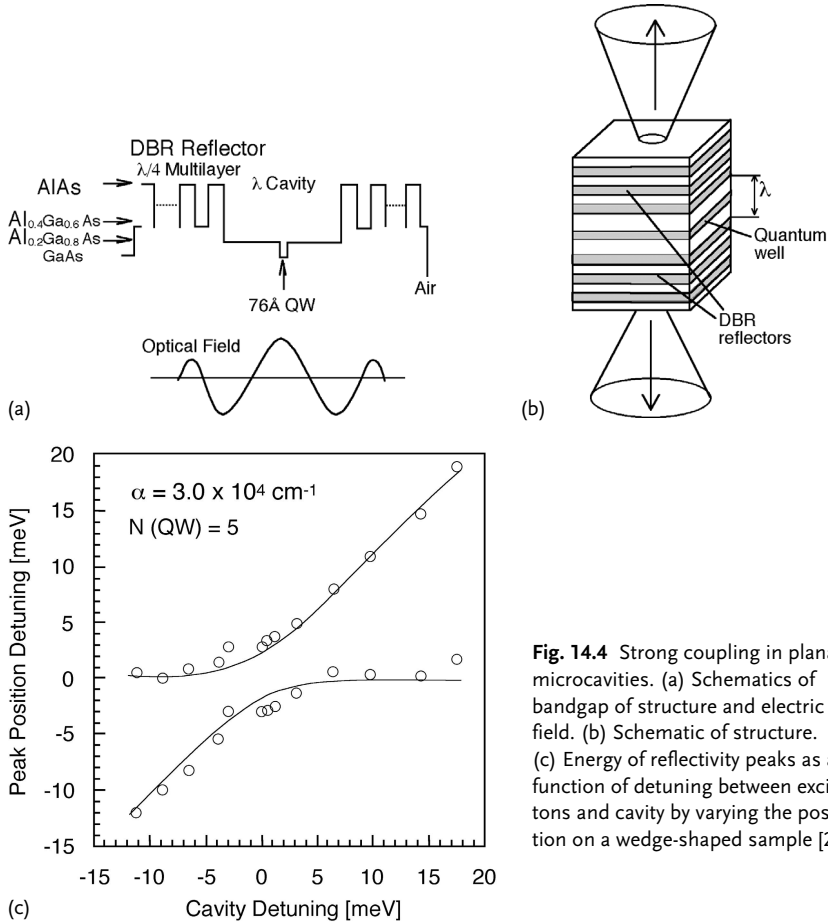 DBR Reflector
λ/4 Multilayer
λ Cavity
AlAs
Al0.4Ga0.6 As
Al0.2Ga0.8 As
GaAs
76Å QW
Air
Optical Field
(a)
λ
Quantum
well
DBR
reflectors
(b)
Peak Position Detuning [meV]
20
15
10
5
0
-5
-10
-15
α = 3.0 x 10⁴ cm⁻¹
N (QW) = 5
-15 -10 -5 0 5 10 15 20
Cavity Detuning [meV]
(c)
Fig. 14.4 Strong coupling in
microcavities. (a) Schematics of
bandgap of structure and electric
field. (b) Schematic of structure.
(c) Energy of reflectivity peaks as
function of detuning between exci
tons and cavity by varying the pos
tion on a wedge-shaped sample